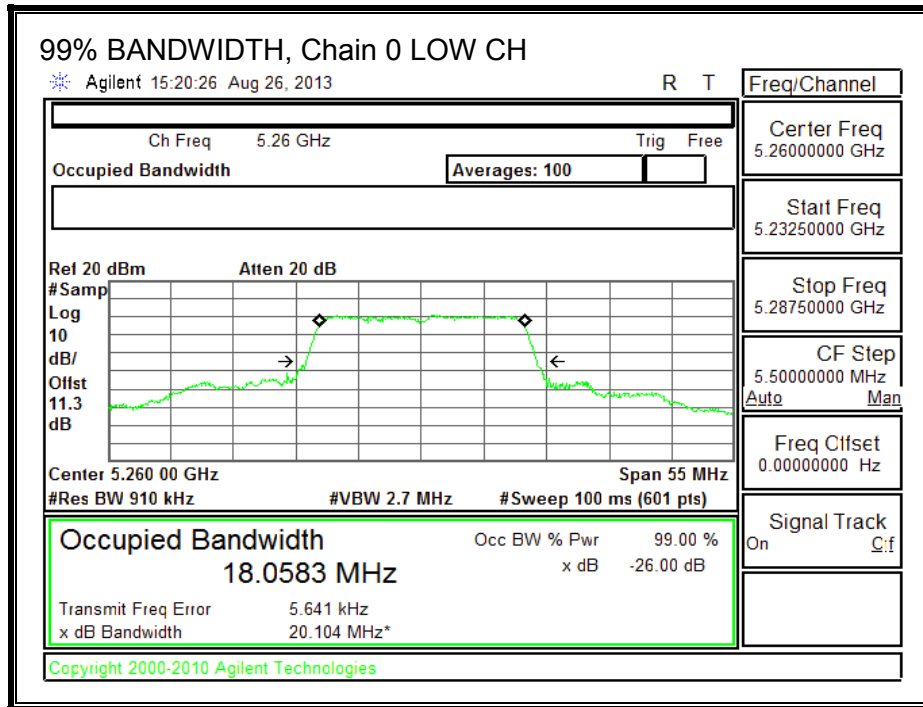 99% BANDWIDTH, Chain 0 LOW CH
Agilent 15:20:26 Aug 26, 2013 R T
Freq/Channel
Ch Freq 5.26 GHz Trig Free
Occupied Bandwidth Averages: 100
Center Freq
5.26000000 GHz
Start Freq
5.23250000 GHz
Stop Freq
5.28750000 GHz
CF Step
5.50000000 MHz
Auto Man
Freq Offset
0.00000000 Hz
Signal Track
On Off
Ref 20 dBm Atten 20 dB
#Samp
Log
10
dB/
Offst
11.3
dB
Center 5.260 00 GHz Span 55 MHz
#Res BW 910 kHz #VBW 2.7 MHz #Sweep 100 ms (601 pts)
Occupied Bandwidth Occ BW % Pwr 99.00 %
18.0583 MHz x dB -26.00 dB
Transmit Freq Error 5.641 kHz
x dB Bandwidth 20.104 MHz*
Copyright 2000-2010 Agilent Technologies